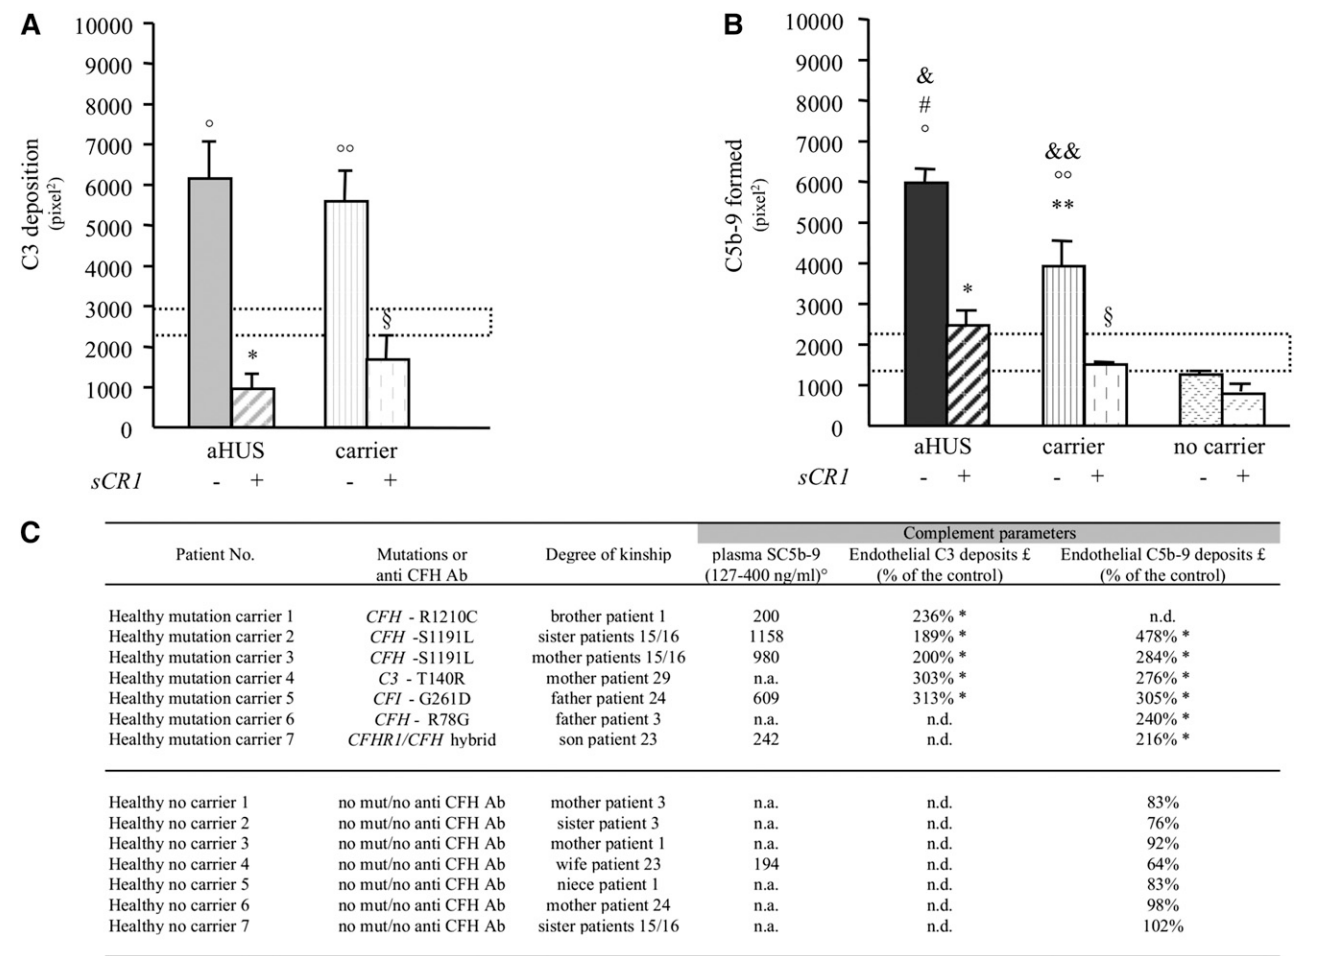 A
10000
9000
8000
7000
6000
5000
4000
3000
2000
1000
0
C3 deposition
(pixel²)
°
*
°°
§
aHUS carrier
sCR1 - + - +
B
10000
9000
8000
7000
6000
5000
4000
3000
2000
1000
0
C5b-9 formed
(pixel²)
&
#
°
*
&&
°°
**
§
aHUS carrier no carrier
sCR1 - + - + - +
C
Complement parameters
Patient No. Mutations or anti CFH Ab Degree of kinship plasma SC5b-9 (127-400 ng/ml)° Endothelial C3 deposits £ (% of the control) Endothelial C5b-9 deposits £ (% of the control)
Healthy mutation carrier 1 CFH - R1210C brother patient 1 200 236% * n.d.
Healthy mutation carrier 2 CFH -S1191L sister patients 15/16 1158 189% * 478% *
Healthy mutation carrier 3 CFH -S1191L mother patients 15/16 980 200% * 284% *
Healthy mutation carrier 4 C3 - T140R mother patient 29 n.a. 303% * 276% *
Healthy mutation carrier 5 CFI - G261D father patient 24 609 313% * 305% *
Healthy mutation carrier 6 CFH - R78G father patient 3 n.a. n.d. 240% *
Healthy mutation carrier 7 CFHR1/CFH hybrid son patient 23 242 n.d. 216% *
Healthy no carrier 1 no mut/no anti CFH Ab mother patient 3 n.a. n.d. 83%
Healthy no carrier 2 no mut/no anti CFH Ab sister patient 3 n.a. n.d. 76%
Healthy no carrier 3 no mut/no anti CFH Ab mother patient 1 n.a. n.d. 92%
Healthy no carrier 4 no mut/no anti CFH Ab wife patient 23 194 n.d. 64%
Healthy no carrier 5 no mut/no anti CFH Ab niece patient 1 n.a. n.d. 83%
Healthy no carrier 6 no mut/no anti CFH Ab mother patient 24 n.a. n.d. 98%
Healthy no carrier 7 no mut/no anti CFH Ab sister patients 15/16 n.a. n.d. 102%